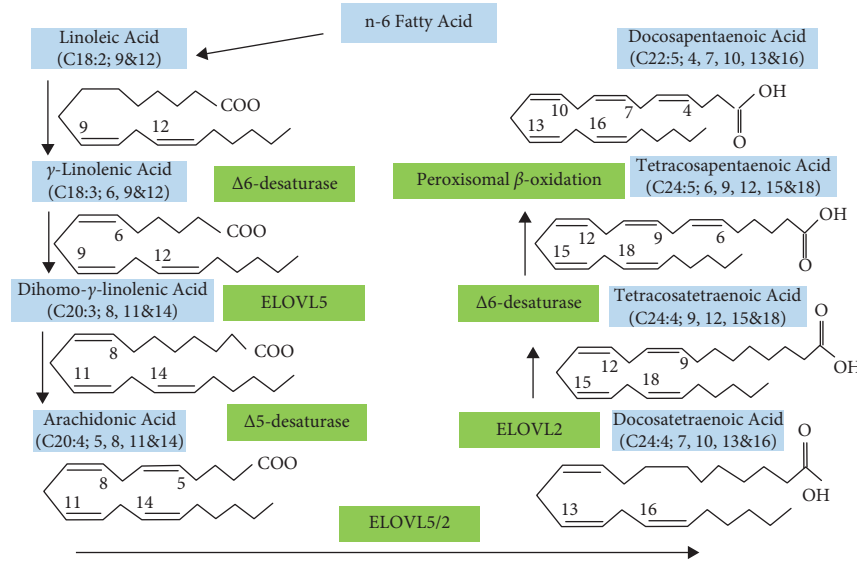 n-6 Fatty Acid
Linoleic Acid
(C18:2; 9&12)
COO
9
12
γ-Linolenic Acid
(C18:3; 6, 9&12)
Δ6-desaturase
COO
6
9
12
Dihomo-γ-linolenic Acid
(C20:3; 8, 11&14)
ELOVL5
COO
8
11
14
Arachidonic Acid
(C20:4; 5, 8, 11&14)
Δ5-desaturase
COO
8
5
11
14
ELOVL5/2
Docosapentaenoic Acid
(C22:5; 4, 7, 10, 13&16)
OH
O
10
7
4
13
16
Peroxisomal β-oxidation
Tetracosapentaenoic Acid
(C24:5; 6, 9, 12, 15&18)
OH
O
12
9
6
15
18
Δ6-desaturase
Tetracosatetraenoic Acid
(C24:4; 9, 12, 15&18)
O
OH
12
9
15
18
ELOVL2
Docosatetraenoic Acid
(C24:4; 7, 10, 13&16)
O
OH
13
16